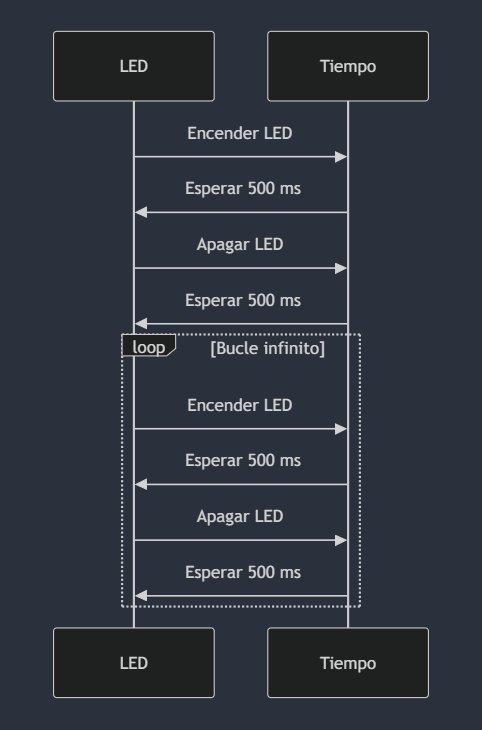 LED
Tiempo
Encender LED
Esperar 500 ms
Apagar LED
Esperar 500 ms
loop
[Bucle infinito]
Encender LED
Esperar 500 ms
Apagar LED
Esperar 500 ms
LED
Tiempo